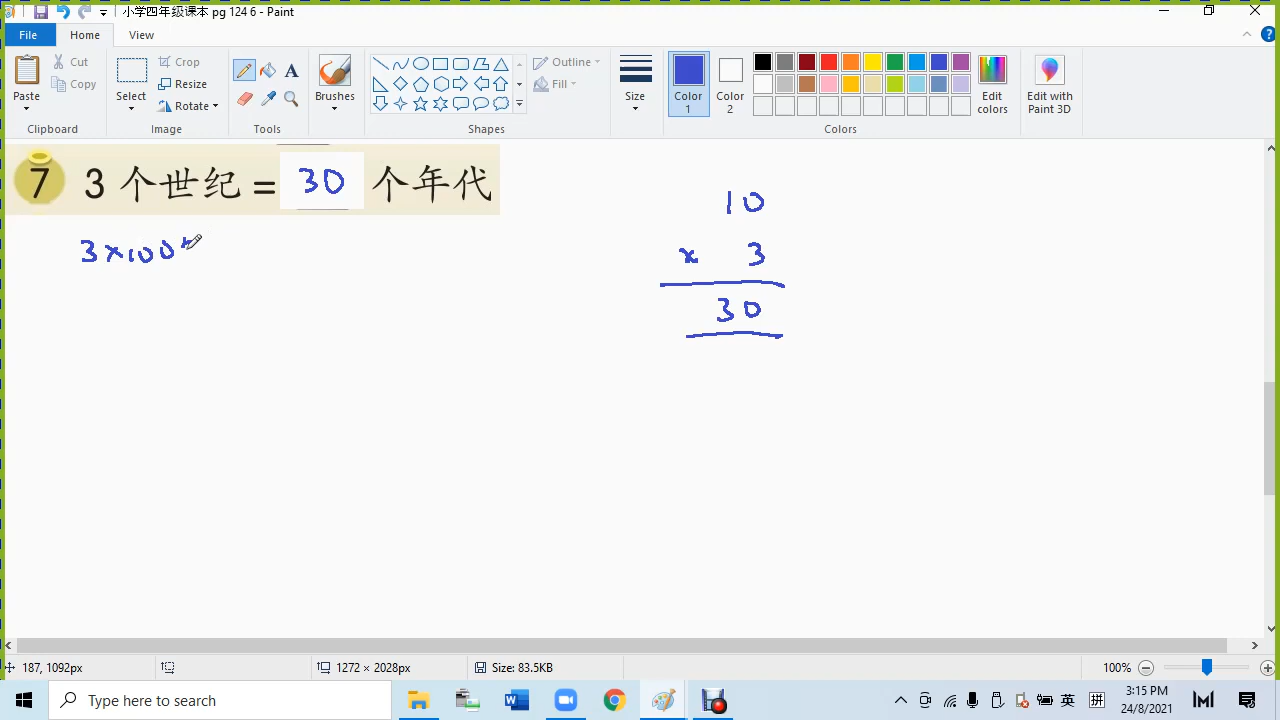 小学四年级课本 pg 124 6 - Paint
File Home View
Paste Cut Copy Clipboard
Select Crop Resize Rotate Image
A Tools
Brushes
Outline Fill Shapes
Size
Color 1 Color 2 Edit colors Colors
Edit with Paint 3D
7 3 个世纪 = 30 个年代
3 × 100
10
× 3
30
187, 1092px 1272 × 2028px Size: 83.5KB 100%
Type here to search W 英 拼 3:15 PM
24/8/2021